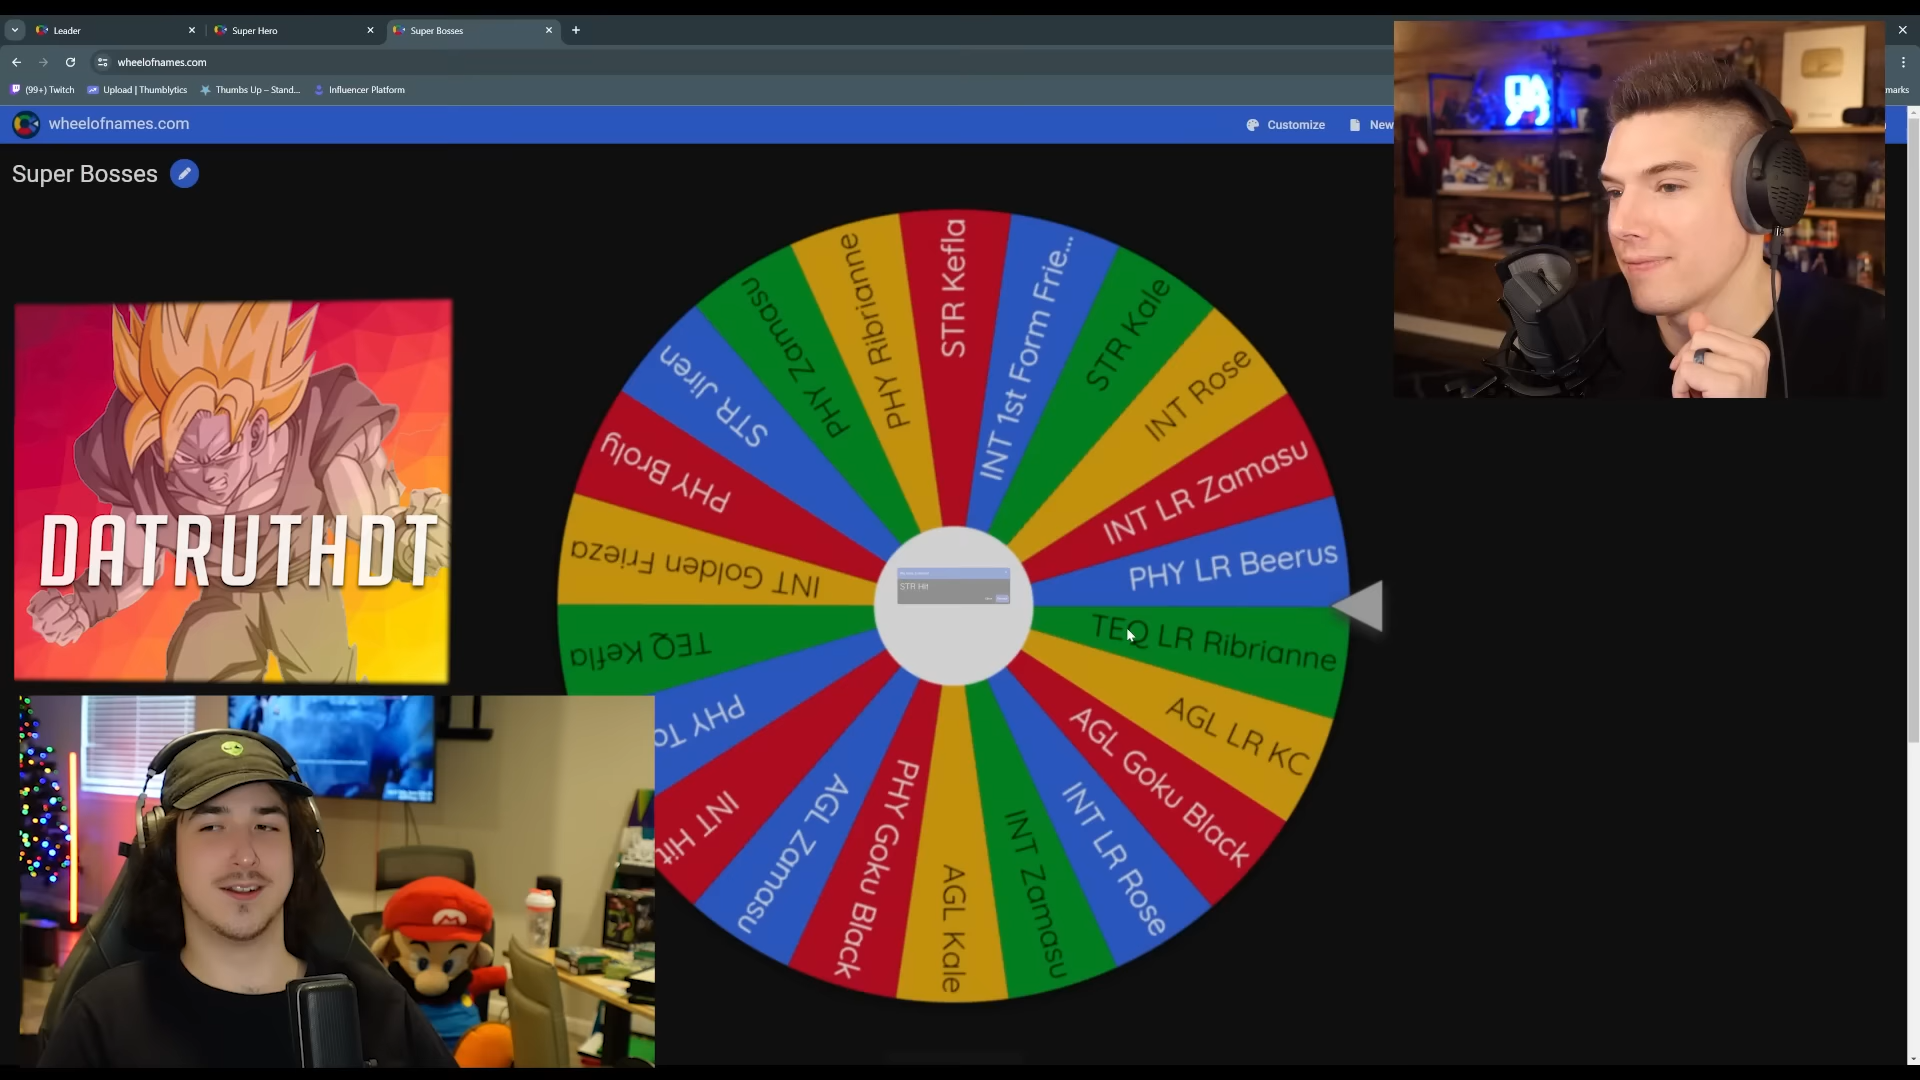 Leader
Super Hero
Super Bosses
wheelofnames.com
(99+) Twitch
Upload | Thumblytics
Thumbs Up – Stand...
Influencer Platform
marks
wheelofnames.com
Customize
New
Super Bosses
STR Kefla
INT 1st Form Frie...
STR Kale
INT Rose
INT LR Zamasu
PHY LR Beerus
TEQ LR Ribrianne
AGL LR KC
AGL Goku Black
INT LR Rose
INT Zamasu
AGL Kale
PHY Goku Black
AGL Zamasu
INT Hit
PHY To
TEQ Kefla
INT Golden Frieza
PHY Broly
STR Jiren
PHY Zamasu
PHY Ribrianne
STR Hit
DATRUTHDT
M